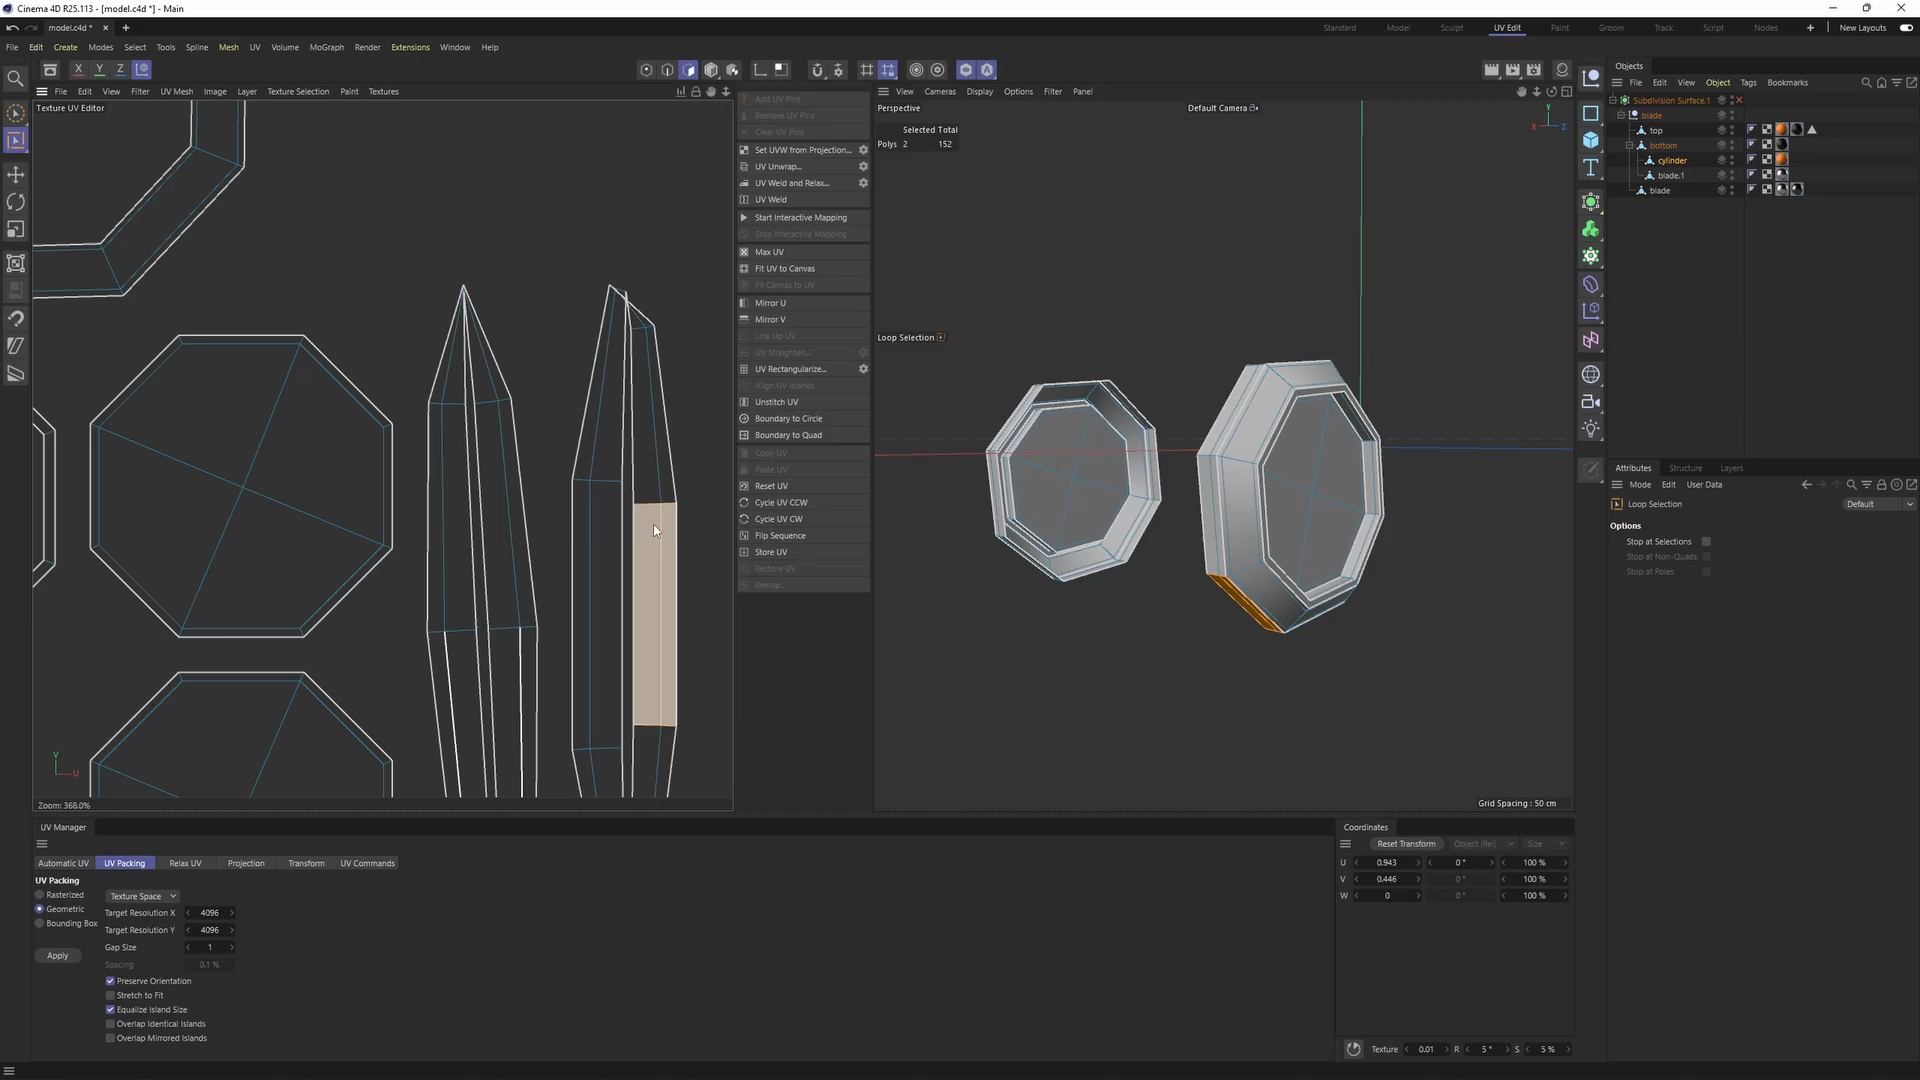 Cinema 4D R25.113 - [model.c4d *] - Main
model.c4d *
Standard Model Sculpt UV Edit Paint Groom Track Script Nodes New Layouts
File Edit Create Modes Select Tools Spline Mesh UV Volume MoGraph Render Extensions Window Help
X Y Z
File Edit View Filter UV Mesh Image Layer Texture Selection Paint Textures
Texture UV Editor
Zoom: 368.0%
V
U
Add UV Pins
Remove UV Pins
Clear UV Pins
Set UVW from Projection...
UV Unwrap...
UV Weld and Relax...
UV Weld
Start Interactive Mapping
Stop Interactive Mapping
Max UV
Fit UV to Canvas
Fit Canvas to UV
Mirror U
Mirror V
Line Up UV
UV Straighten...
UV Rectangularize...
Align UV Islands
Unstitch UV
Boundary to Circle
Boundary to Quad
Copy UV
Paste UV
Reset UV
Cycle UV CCW
Cycle UV CW
Flip Sequence
Store UV
Restore UV
Remap...
View Cameras Display Options Filter Panel
Perspective
Default Camera
Selected Total
Polys 2 152
Loop Selection
Y
X Z
Grid Spacing : 50 cm
Objects
File Edit View Object Tags Bookmarks
Subdivision Surface.1
blade
top
bottom
cylinder
blade.1
blade
Attributes Structure Layers
Mode Edit User Data
Loop Selection
Default
Options
Stop at Selections
Stop at Non-Quads
Stop at Poles
UV Manager
Automatic UV UV Packing Relax UV Projection Transform UV Commands
UV Packing
Rasterized
Geometric
Bounding Box
Apply
Texture Space
Target Resolution X 4096
Target Resolution Y 4096
Gap Size 1
Spacing 0.1 %
Preserve Orientation
Stretch to Fit
Equalize Island Size
Overlap Identical Islands
Overlap Mirrored Islands
Coordinates
Reset Transform Object (Rel) Size
U 0.943 0 ° 100 %
V 0.446 0 ° 100 %
W 0 0 ° 100 %
Texture 0.01 R 5 ° S 5 %